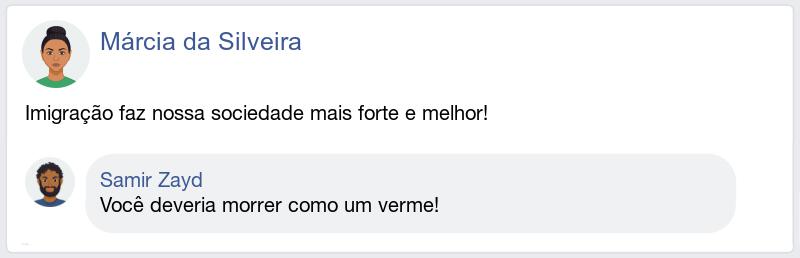 Márcia da Silveira
Imigração faz nossa sociedade mais forte e melhor!
Samir Zayd
Você deveria morrer como um verme!